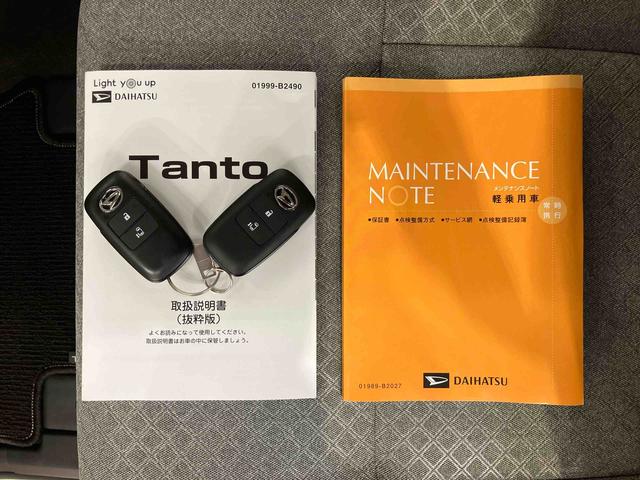 Light you up
DAIHATSU
01999-B2490
Tanto
取扱説明書
(抜粋版)
よくお読みになって使用してください。
取扱説明書はお車の中に保管しましょう。
MAINTENANCE
NOTE
メンテナンスノート
軽乗用車
常時
携行
●保証書 ●点検整備方式 ●サービス網 ●点検整備記録簿
01989-B2027
DAIHATSU